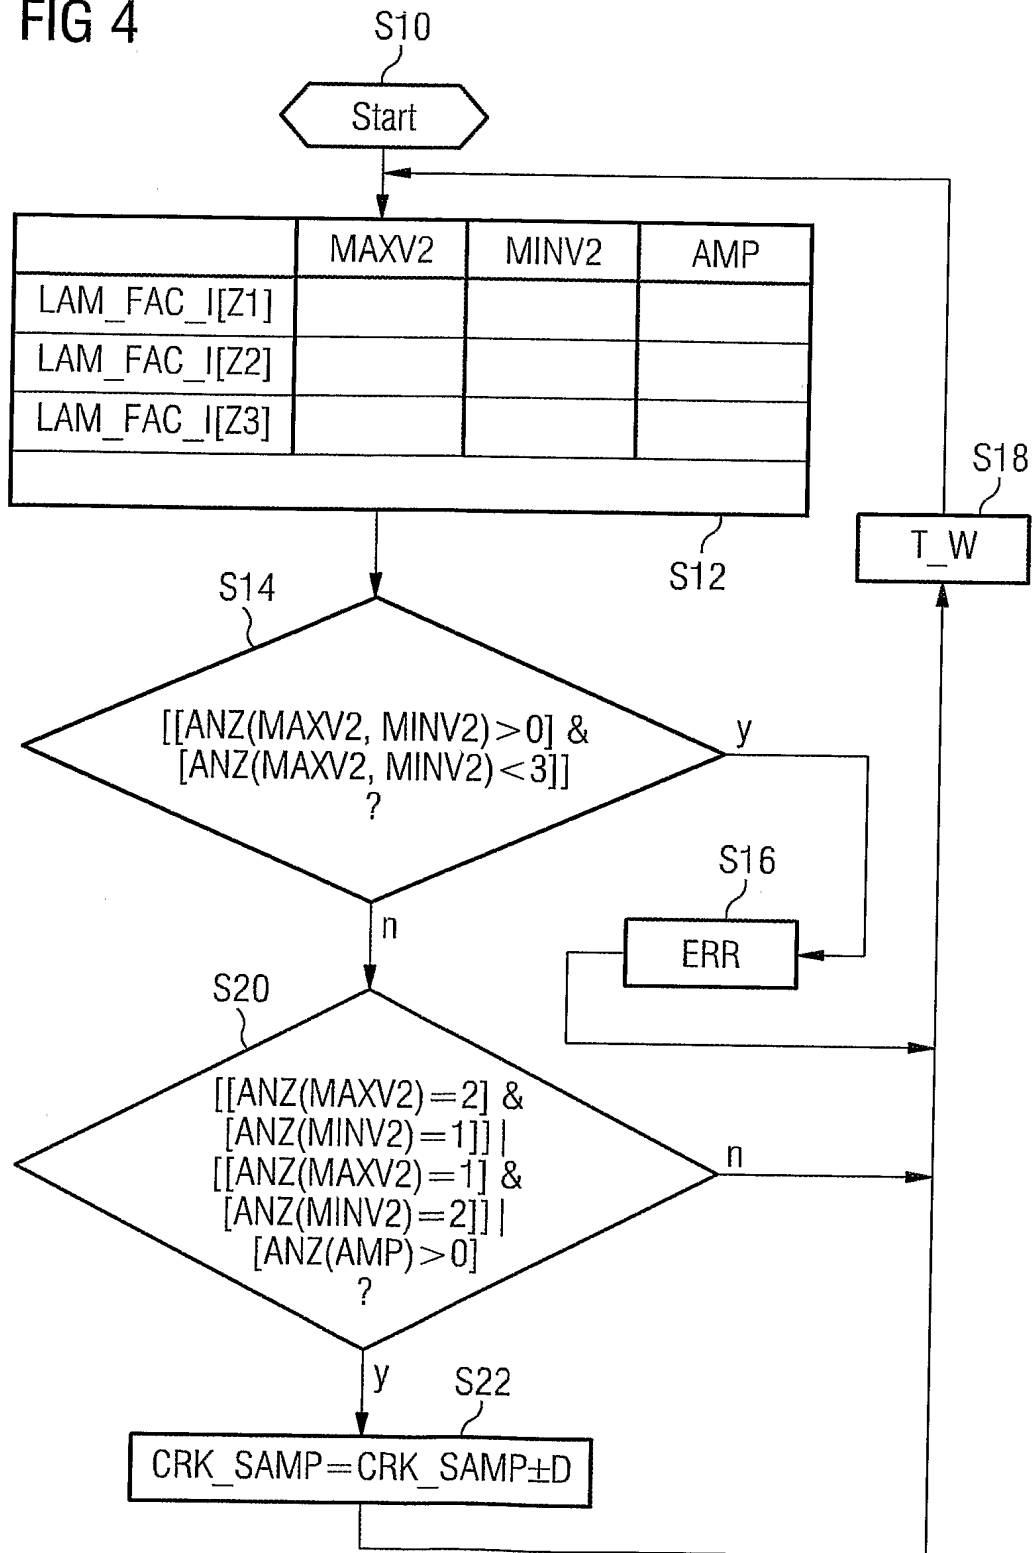 FIG 4
S10
Start
MAXV2 MINV2 AMP
LAM_FAC_I[Z1]
LAM_FAC_I[Z2]
LAM_FAC_I[Z3]
S18
T_W
S12
S14
[[ANZ(MAXV2, MINV2)>0] &
[ANZ(MAXV2, MINV2)<3]]
?
y
S16
ERR
n
S20
[[ANZ(MAXV2)=2] &
[ANZ(MINV2)=1]]|
[[ANZ(MAXV2)=1] &
[ANZ(MINV2)=2]]|
[ANZ(AMP)>0]
?
n
y
S22
CRK_SAMP=CRK_SAMP±D